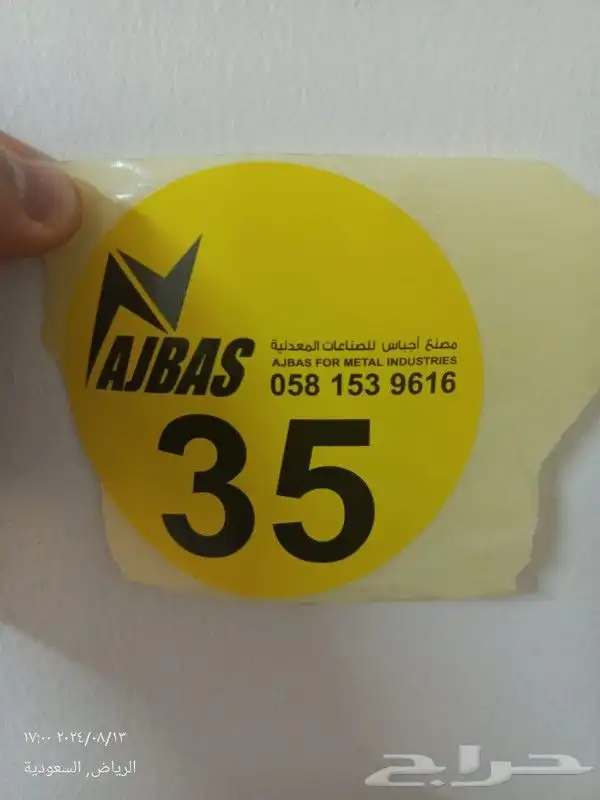 AJBAS
مصنع أجباس للصناعات المعدنية
AJBAS FOR METAL INDUSTRIES
058 153 9616
35
٢٠٢٤/٠٨/١٣ ١٧:٠٠
الرياض, السعودية
حراج